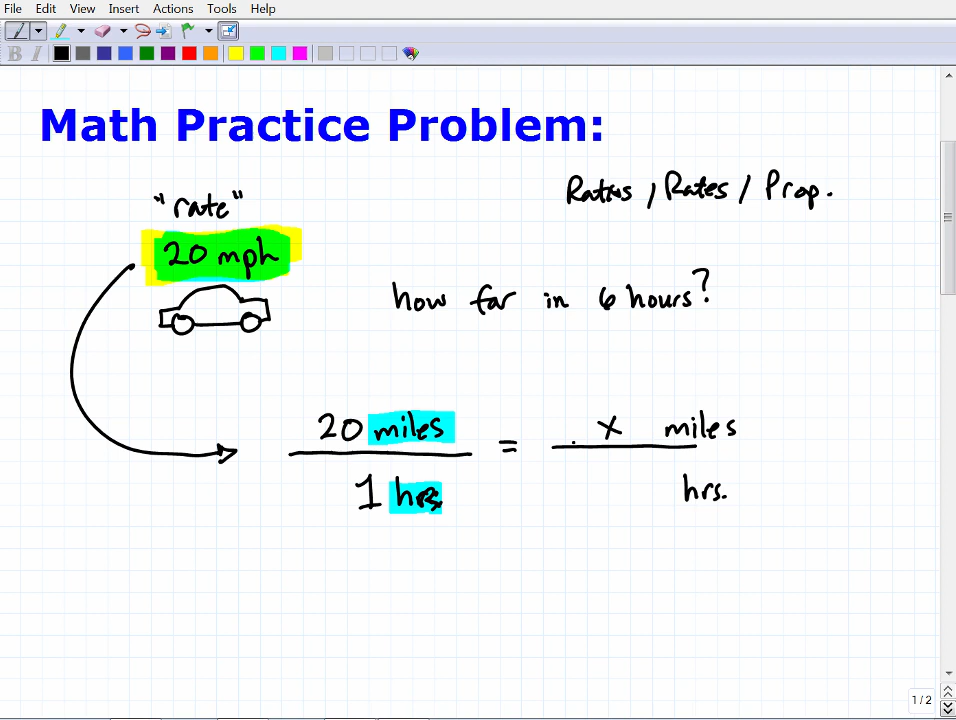 File Edit View Insert Actions Tools Help
B I
Math Practice Problem:
Ratios / Rates / Prop.
"rate"
20 mph
how far in 6 hours?
20 miles = x miles
1 hrs. hrs.
1 / 2